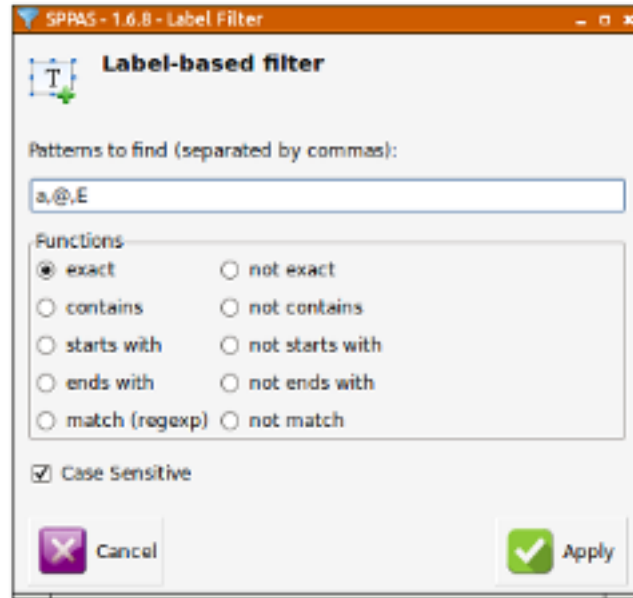 SPPAS - 1.6.8 - Label Filter
T
Label-based filter
Patterns to find (separated by commas):
a,@,E
Functions
exact not exact
contains not contains
starts with not starts with
ends with not ends with
match (regexp) not match
Case Sensitive
Cancel Apply